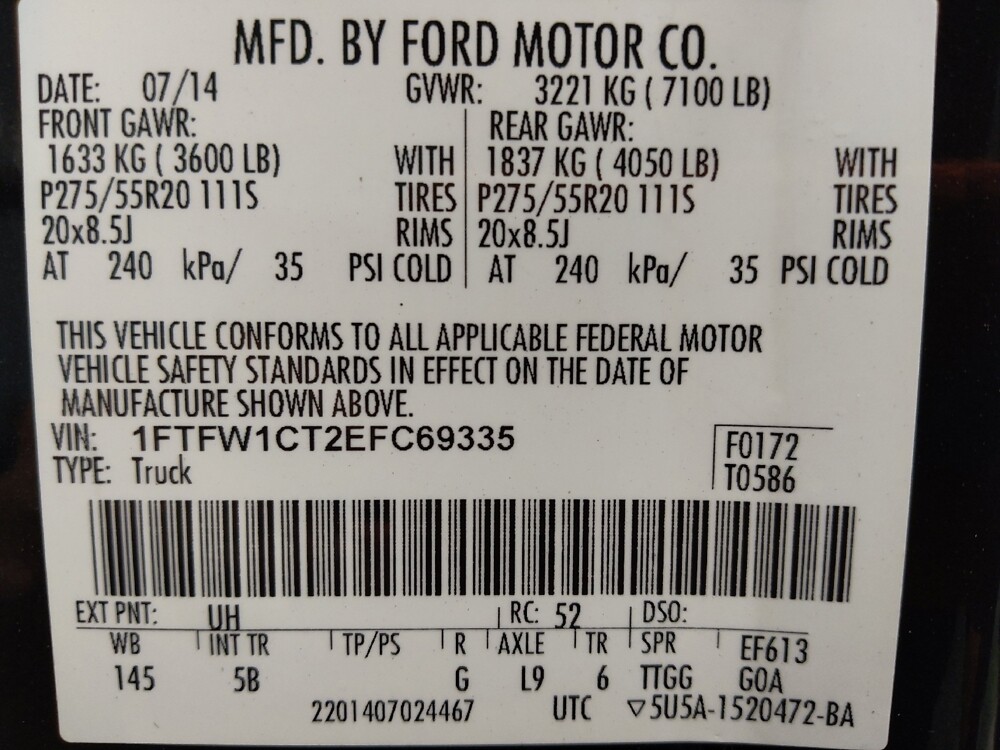 MFD. BY FORD MOTOR CO.
DATE: 07/14 GVWR: 3221 KG ( 7100 LB)
FRONT GAWR: REAR GAWR:
1633 KG ( 3600 LB) WITH 1837 KG ( 4050 LB) WITH
P275/55R20 111S TIRES P275/55R20 111S TIRES
20x8.5J RIMS 20x8.5J RIMS
AT 240 kPa/ 35 PSI COLD AT 240 kPa/ 35 PSI COLD
THIS VEHICLE CONFORMS TO ALL APPLICABLE FEDERAL MOTOR
VEHICLE SAFETY STANDARDS IN EFFECT ON THE DATE OF
MANUFACTURE SHOWN ABOVE.
VIN: 1FTFW1CT2EFC69335 F0172
TYPE: Truck T0586
EXT PNT: UH RC: 52 DSO:
WB INT TR TP/PS R AXLE TR SPR EF613
145 5B G L9 6 TTGG GOA
2201407024467 UTC ▽5U5A-1520472-BA